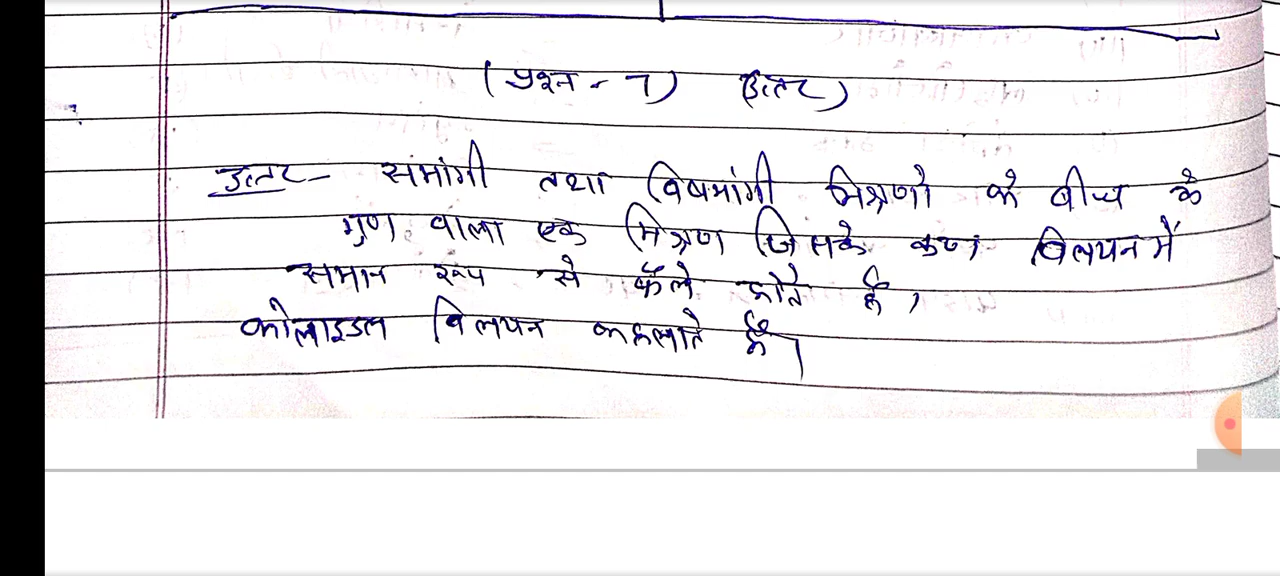 (प्रश्न - 7) (उत्तर)
उत्तर - समांगी तथा विषमांगी मिश्रणो के बीच के
गुण वाला एक मिश्रण जिसके कण विलयन में
समान रूप से फैले होते हैं,
कोलाइडल विलयन कहलाते हैं।